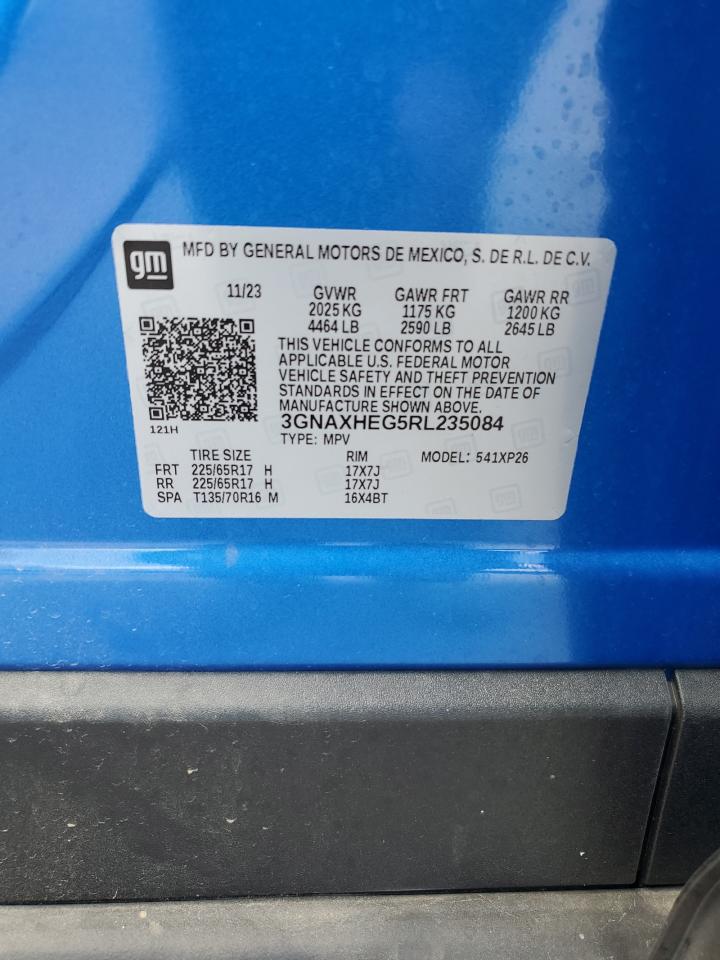 gm
MFD BY GENERAL MOTORS DE MEXICO, S. DE R.L. DE C.V.
11/23 GVWR GAWR FRT GAWR RR
2025 KG 1175 KG 1200 KG
4464 LB 2590 LB 2645 LB
THIS VEHICLE CONFORMS TO ALL
APPLICABLE U.S. FEDERAL MOTOR
VEHICLE SAFETY AND THEFT PREVENTION
STANDARDS IN EFFECT ON THE DATE OF
MANUFACTURE SHOWN ABOVE.
121H
3GNAXHEG5RL235084
TYPE: MPV
TIRE SIZE RIM MODEL: 541XP26
FRT 225/65R17 H 17X7J
RR 225/65R17 H 17X7J
SPA T135/70R16 M 16X4BT